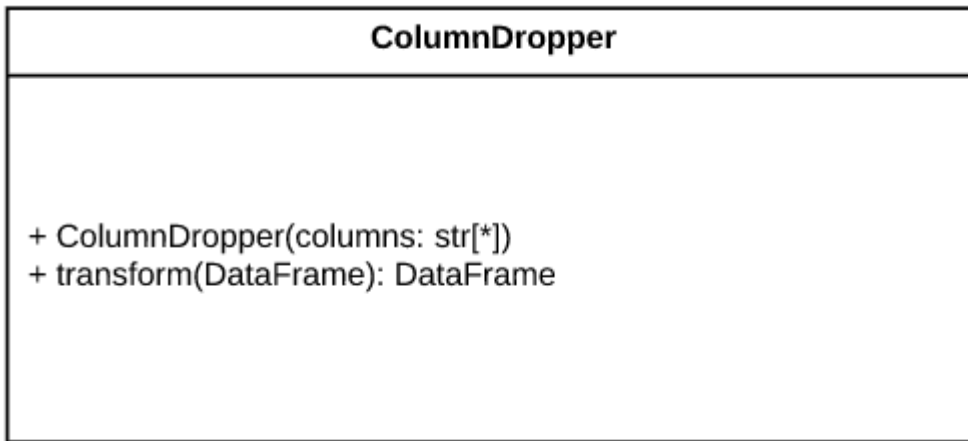 ColumnDropper
+ ColumnDropper(columns: str[*])
+ transform(DataFrame): DataFrame